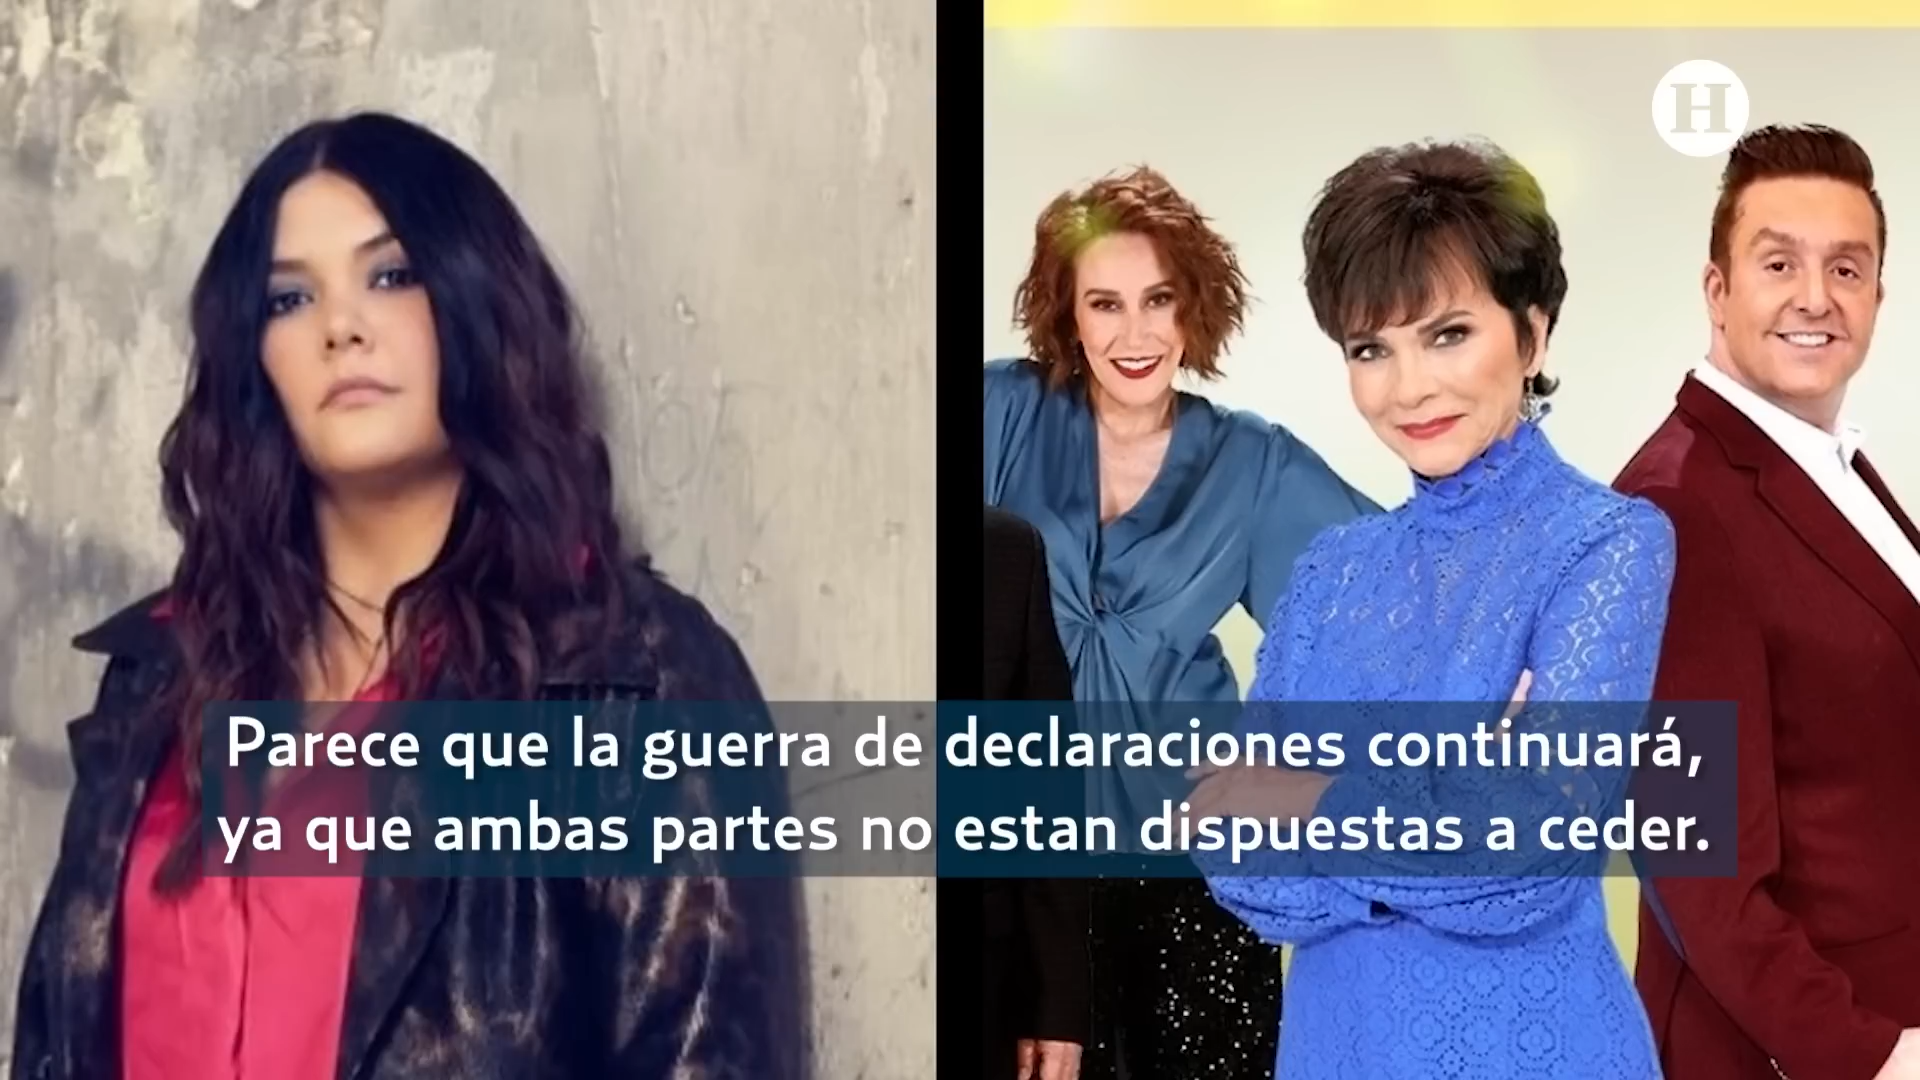 H
Parece que la guerra de declaraciones continuará,
ya que ambas partes no estan dispuestas a ceder.